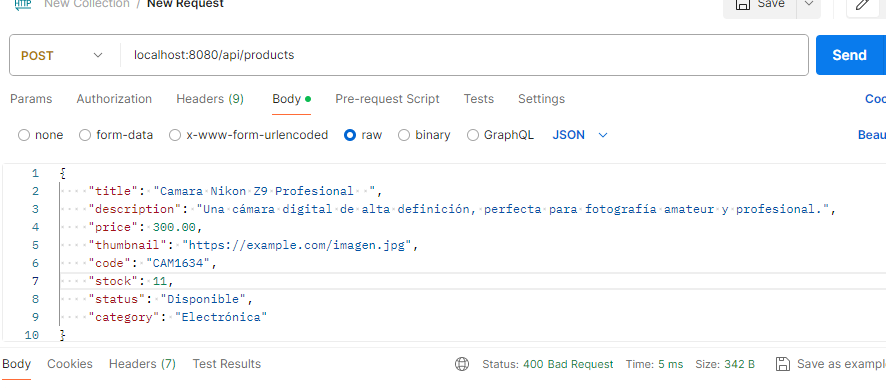 HTTP New Collection / New Request Save
POST localhost:8080/api/products Send
Params Authorization Headers (9) Body Pre-request Script Tests Settings Coo
none form-data x-www-form-urlencoded raw binary GraphQL JSON Beau
1 {
2 "title": "Camara Nikon Z9 Profesional  ",
3 "description": "Una cámara digital de alta definición, perfecta para fotografía amateur y profesional.",
4 "price": 300.00,
5 "thumbnail": "https://example.com/imagen.jpg",
6 "code": "CAM1634",
7 "stock": 11,
8 "status": "Disponible",
9 "category": "Electrónica"
10 }
Body Cookies Headers (7) Test Results Status: 400 Bad Request Time: 5 ms Size: 342 B Save as example